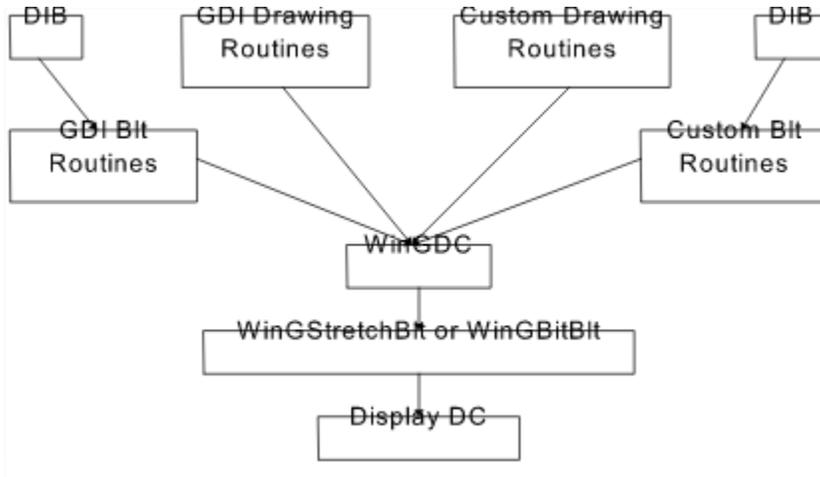 DIB
GDI Drawing
Routines
Custom Drawing
Routines
DIB
GDI Blt
Routines
Custom Blt
Routines
WinGDC
WinGStretchBlt or WinGBitBlt
Display DC